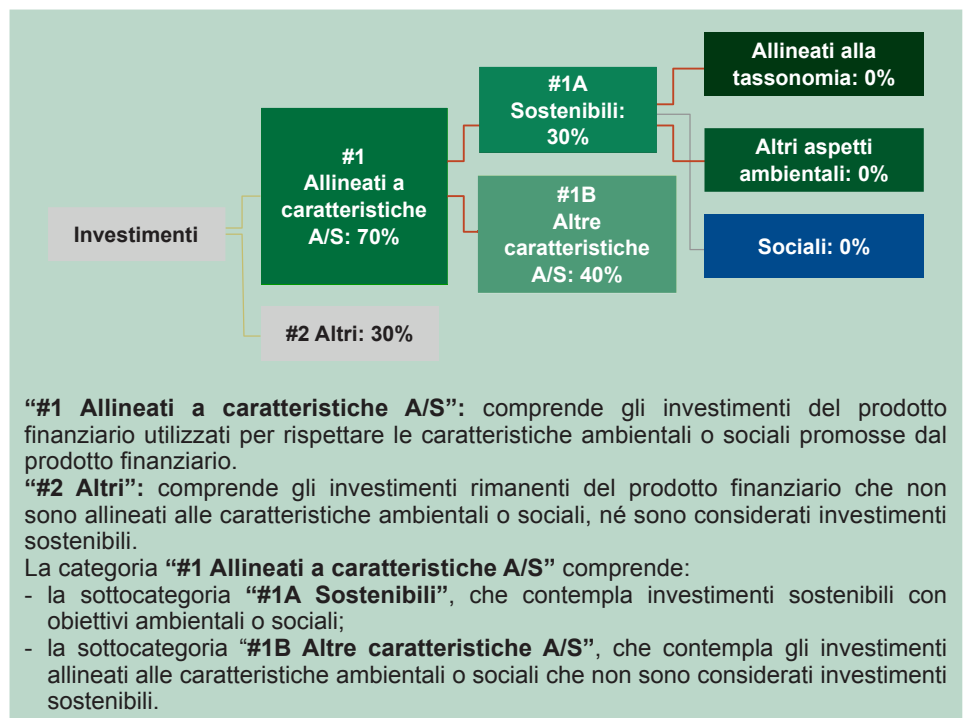 Investimenti
#1
Allineati a
caratteristiche
A/S: 70%
#2 Altri: 30%
#1A
Sostenibili:
30%
#1B
Altre
caratteristiche
A/S: 40%
Allineati alla
tassonomia: 0%
Altri aspetti
ambientali: 0%
Sociali: 0%
“#1 Allineati a caratteristiche A/S”: comprende gli investimenti del prodotto
finanziario utilizzati per rispettare le caratteristiche ambientali o sociali promosse dal
prodotto finanziario.
“#2 Altri”: comprende gli investimenti rimanenti del prodotto finanziario che non
sono allineati alle caratteristiche ambientali o sociali, né sono considerati investimenti
sostenibili.
La categoria “#1 Allineati a caratteristiche A/S” comprende:
- la sottocategoria “#1A Sostenibili”, che contempla investimenti sostenibili con
obiettivi ambientali o sociali;
- la sottocategoria “#1B Altre caratteristiche A/S”, che contempla gli investimenti
allineati alle caratteristiche ambientali o sociali che non sono considerati investimenti
sostenibili.